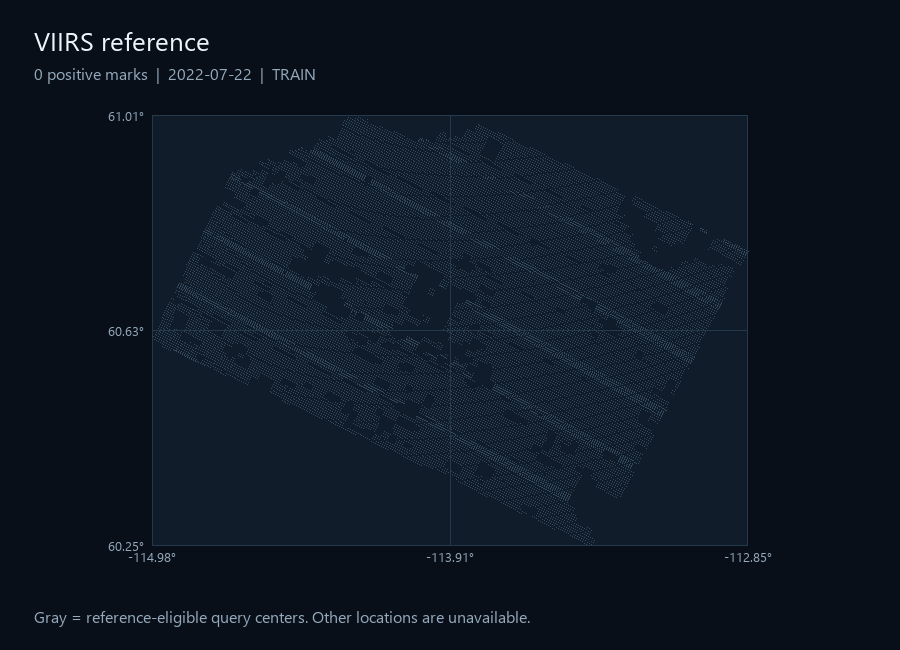 VIIRS reference
0 positive marks | 2022-07-22 | TRAIN
61.01°
60.63°
60.25°
-114.98°
-113.91°
-112.85°
Gray = reference-eligible query centers. Other locations are unavailable.